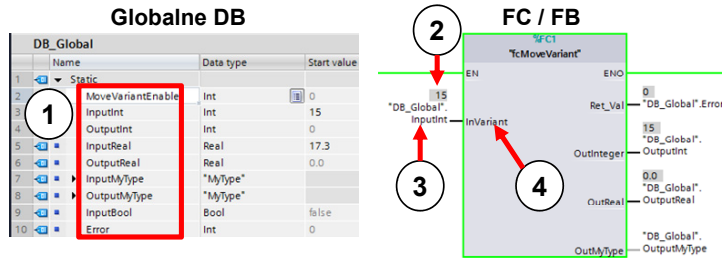 Globalne DB
FC / FB
DB_Global
Name Data type Start value
1 Static
2 MoveVariantEnable Int 0
3 InputInt Int 15
4 OutputInt Int 0
5 InputReal Real 17.3
6 OutputReal Real 0.0
7 InputMyType "MyType"
8 OutputMyType "MyType"
9 InputBool Bool false
10 Error Int 0
1
2
%FC1
"fcMoveVariant"
EN ENO
15
"DB_Global".
InputInt
InVariant
0
Ret_Val "DB_Global".Error
15
"DB_Global".
OutInteger OutputInt
0.0
"DB_Global".
OutReal OutputReal
"DB_Global".
OutMyType OutputMyType
3
4